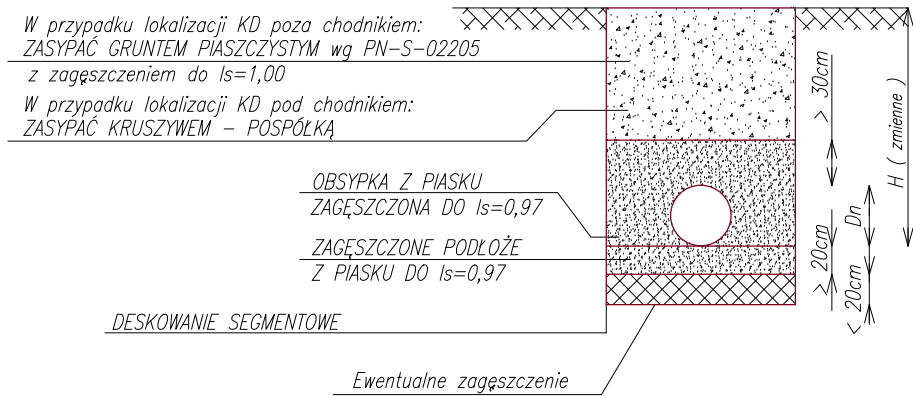 W przypadku lokalizacji KD poza chodnikiem:
ZASYPAĆ GRUNTEM PIASZCZYSTYM wg PN-S-02205
z zagęszczeniem do Is=1,00
W przypadku lokalizacji KD pod chodnikiem:
ZASYPAĆ KRUSZYWEM - POSPÓŁKĄ
OBSYPKA Z PIASKU
ZAGĘSZCZONA DO Is=0,97
ZAGĘSZCZONE PODŁOŻE
Z PIASKU DO Is=0,97
DESKOWANIE SEGMENTOWE
Ewentualne zagęszczenie
> 30cm
> 20cm
Dn
< 20cm
H ( zmienne )